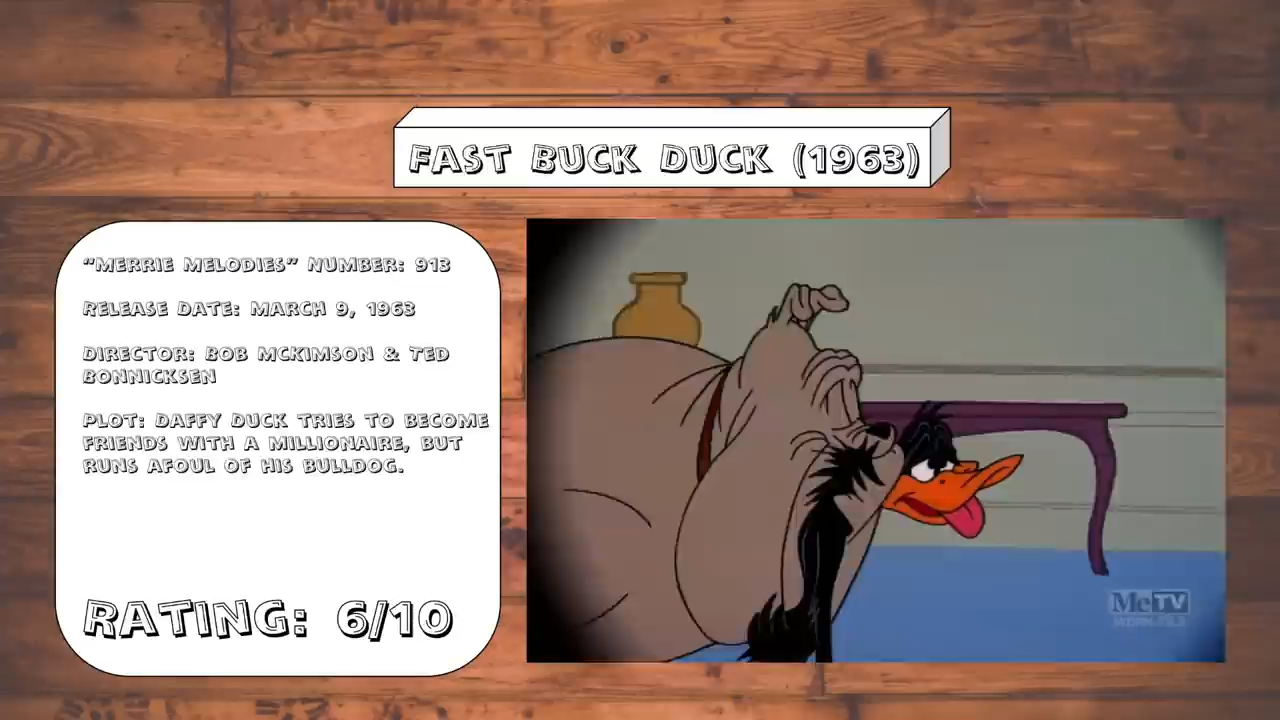 FAST BUCK DUCK (1963)
"MERRIE MELODIES" NUMBER: 913
RELEASE DATE: MARCH 9, 1963
DIRECTOR: BOB MCKIMSON & TED
BONNICKSEN
PLOT: DAFFY DUCK TRIES TO BECOME
FRIENDS WITH A MILLIONAIRE, BUT
RUNS AFOUL OF HIS BULLDOG.
RATING: 6/10
MeTV